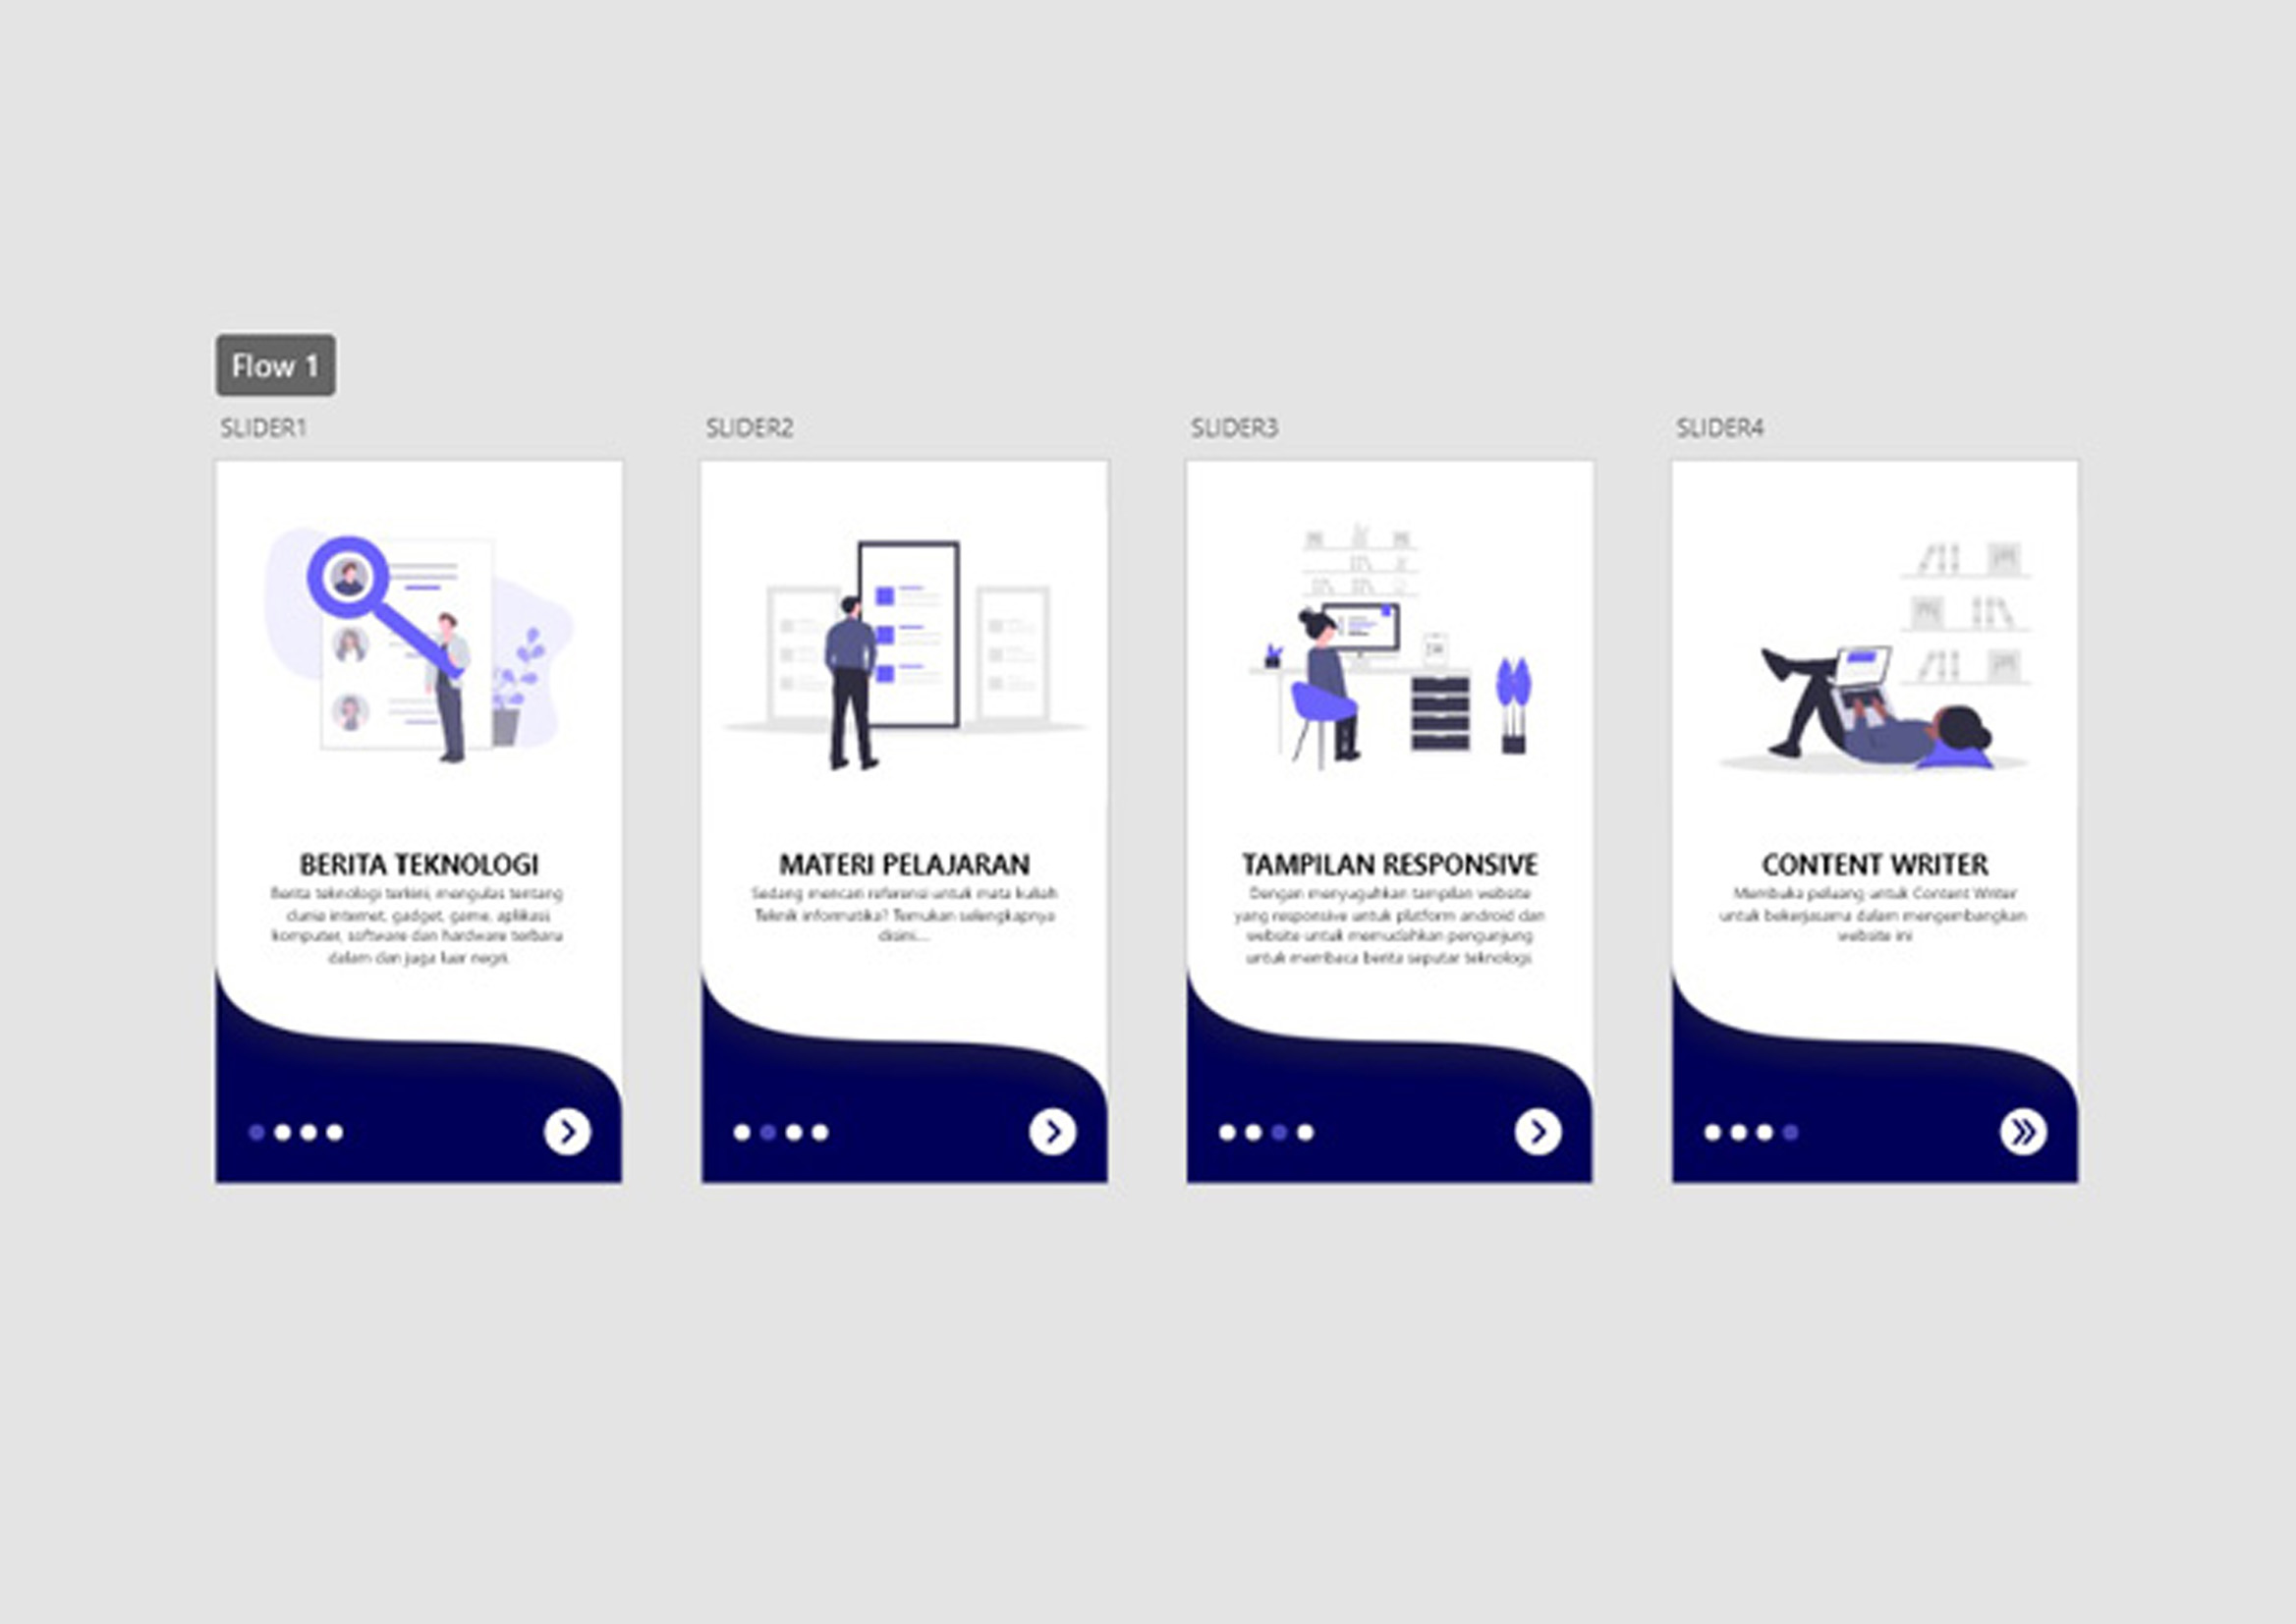 Flow 1
SLIDER1
SLIDER2
SLIDER3
SLIDER4
BERITA TEKNOLOGI
Berita teknologi terkini, mengulas tentang
dunia internet, gadget, game, aplikasi
komputer, software dan hardware terbaru
dalam dan juga luar negri.
MATERI PELAJARAN
Sedang mencari referensi untuk mata kuliah
Teknik informatika? Temukan selengkapnya
disini....
TAMPILAN RESPONSIVE
Dengan menyuguhkan tampilan website
yang responsive untuk platform android dan
website untuk memudahkan pengunjung
untuk membaca berita seputar teknologi
CONTENT WRITER
Membuka peluang untuk Content Writer
untuk bekerjasama dalam mengembangkan
website ini